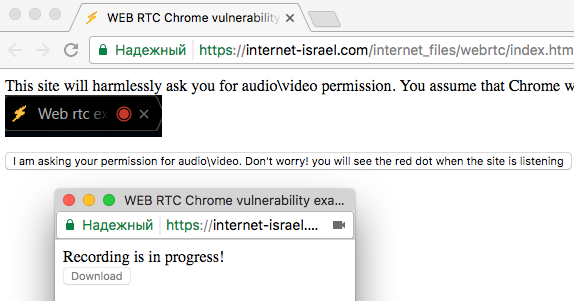 WEB RTC Chrome vulnerability
Надежный https://internet-israel.com/internet_files/webrtc/index.htm
This site will harmlessly ask you for audio\video permission. You assume that Chrome w
Web rtc ex
I am asking your permission for audio\video. Don't worry! you will see the red dot when the site is listening
WEB RTC Chrome vulnerability exa...
Надежный https://internet-israel....
Recording is in progress!
Download